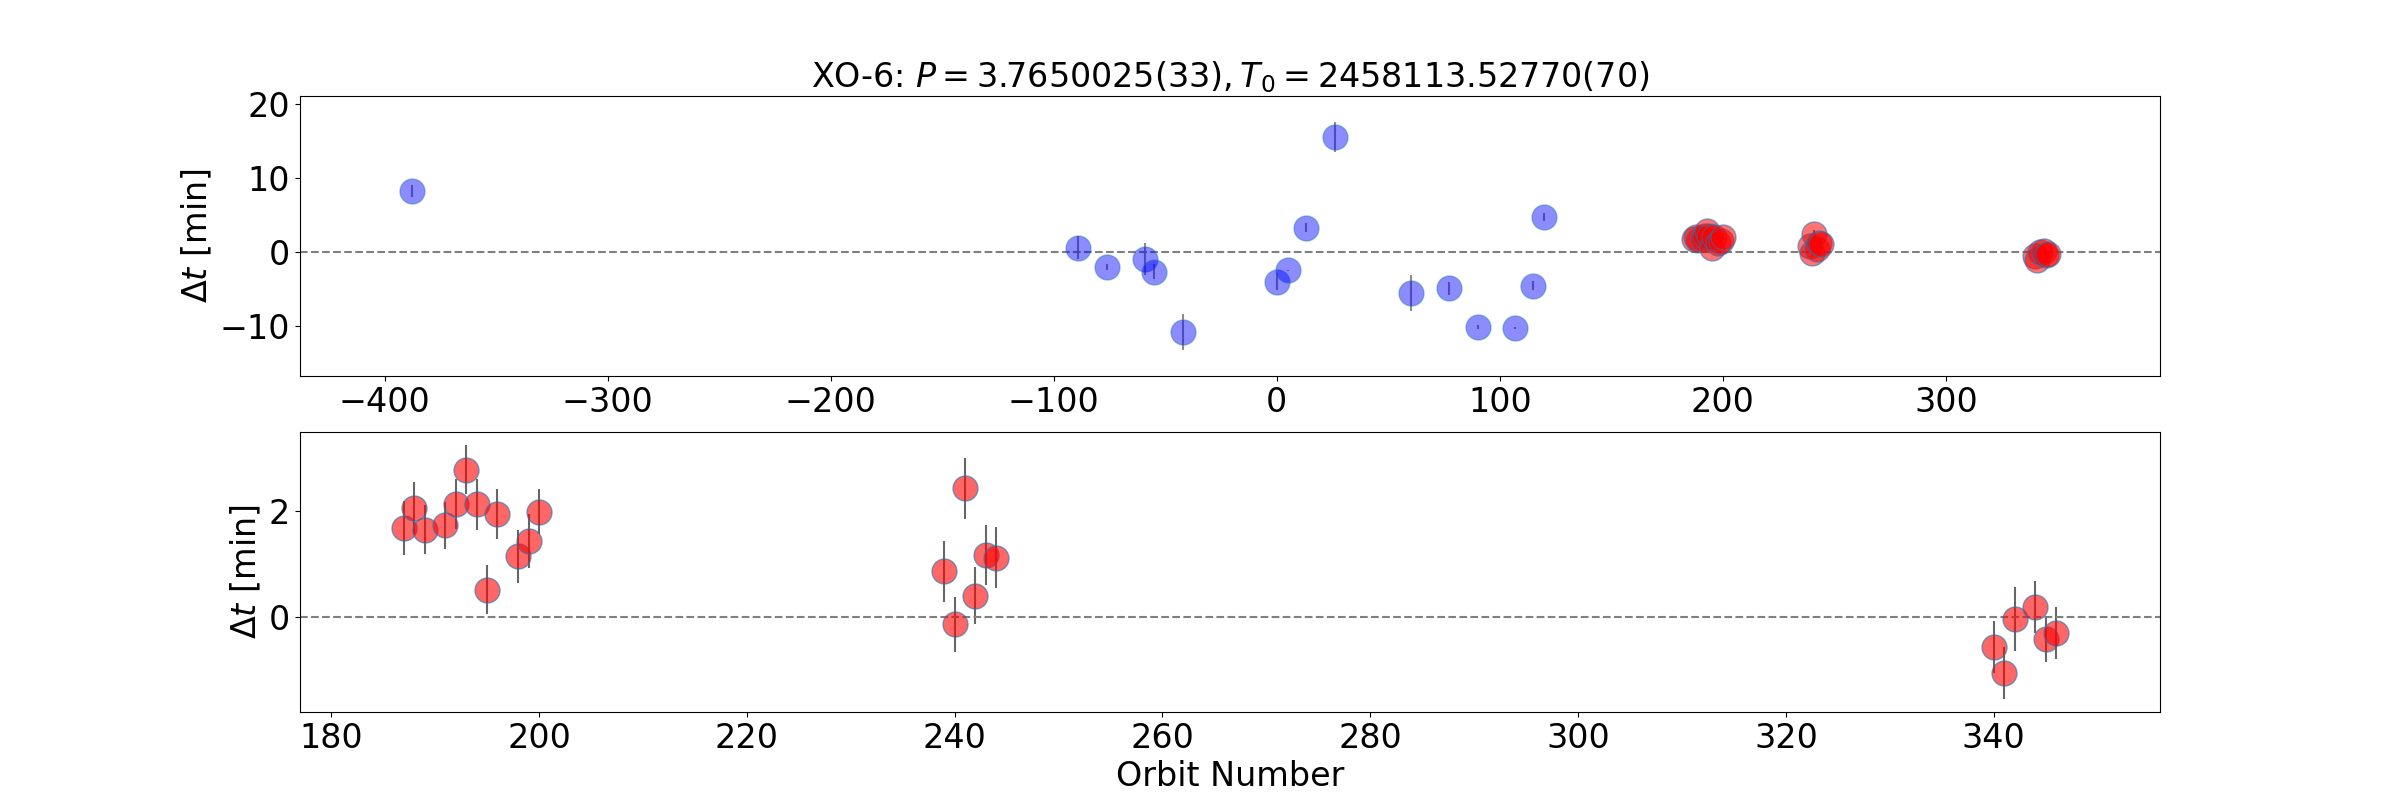 XO-6: P = 3.7650025(33), T₀ = 2458113.52770(70)
20
10
0
−10
Δt [min]
−400 −300 −200 −100 0 100 200 300
2
0
Δt [min]
180 200 220 240 260 280 300 320 340
Orbit Number